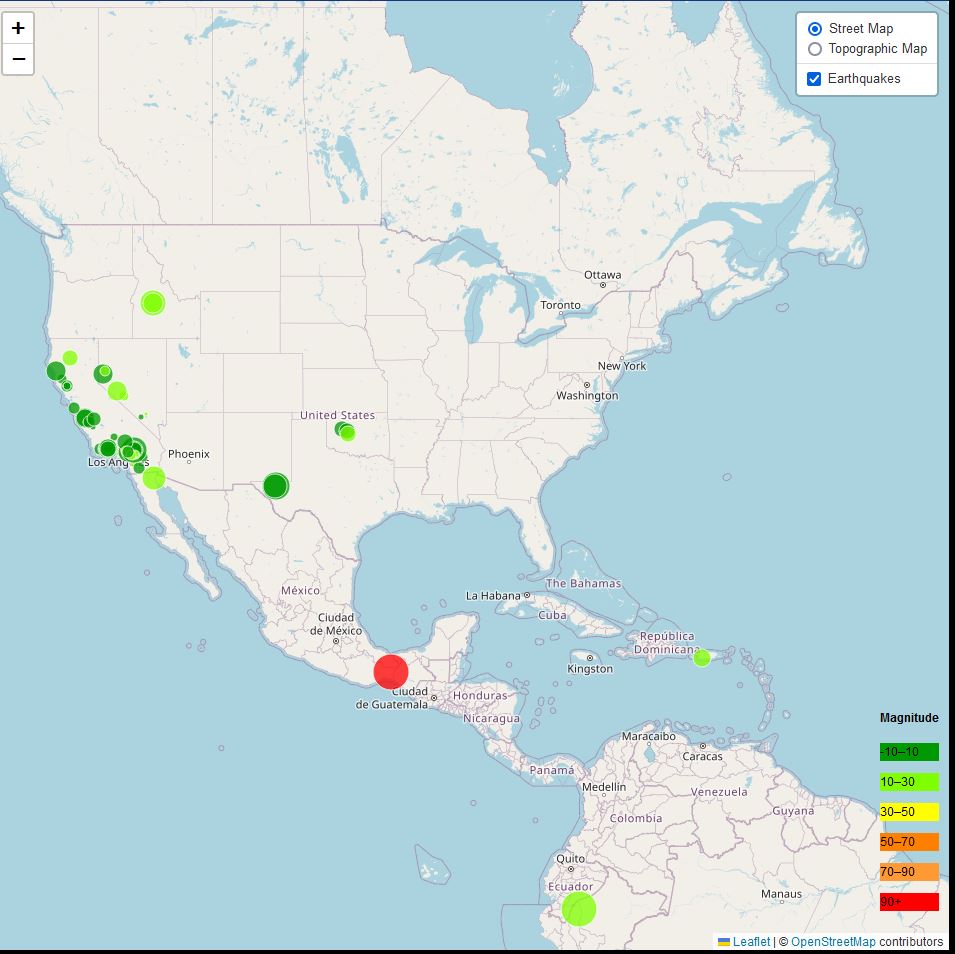 +
−
Street Map
Topographic Map
Earthquakes
Ottawa
Toronto
New York
Washington
United States
Phoenix
Los Ang
es
The Bahamas
La Habana
Cuba
México
Ciudad
de México
República
Dominicana
Kingston
Ciudad
de Guatemala
Honduras
Nicaragua
Magnitude
-10–10
10–30
30–50
50–70
70–90
90+
Maracaibo
Caracas
Panamá
Medellín
Venezuela
Guyana
Colombia
Quito
Ecuador
Manaus
Leaflet | © OpenStreetMap contributors